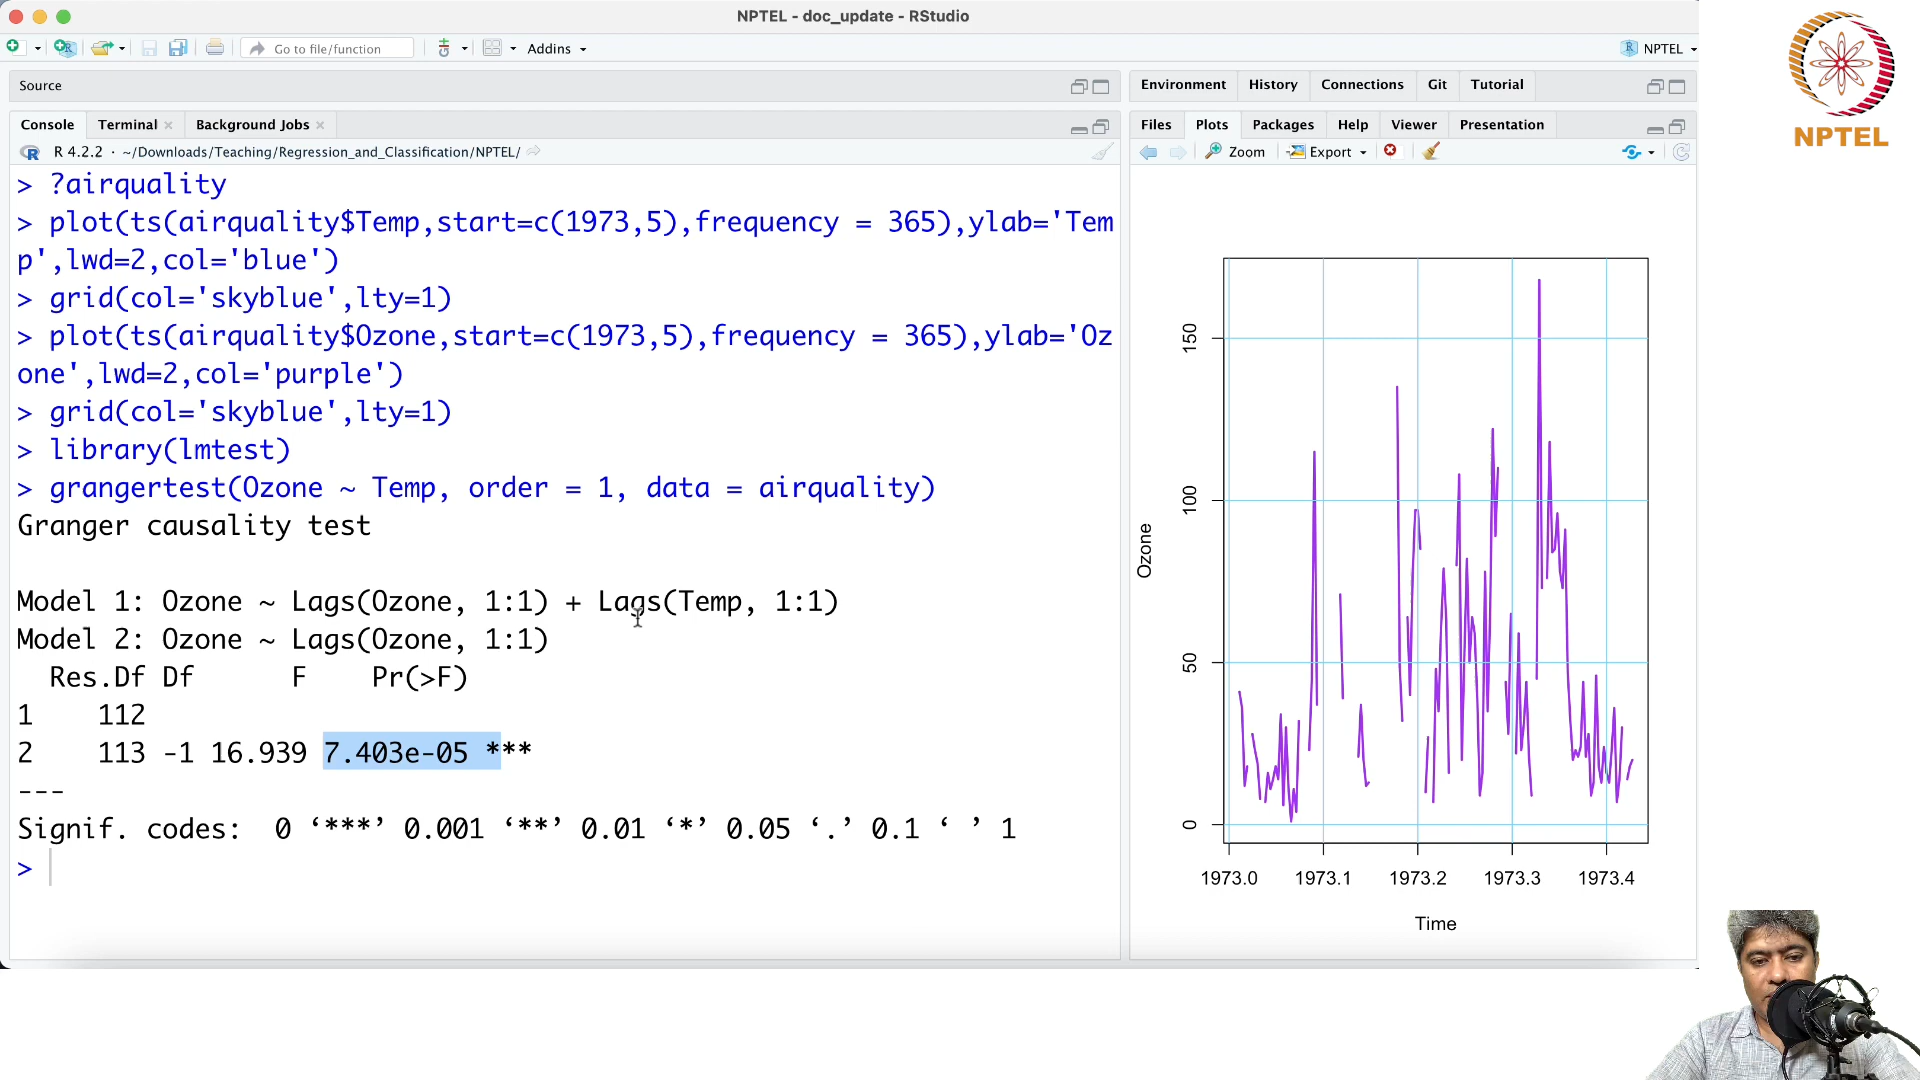 NPTEL - doc_update - RStudio
Go to file/function
Addins
NPTEL
Source
Console
Terminal
Background Jobs
R 4.2.2 · ~/Downloads/Teaching/Regression_and_Classification/NPTEL/
> ?airquality
> plot(ts(airquality$Temp,start=c(1973,5),frequency = 365),ylab='Tem
p',lwd=2,col='blue')
> grid(col='skyblue',lty=1)
> plot(ts(airquality$Ozone,start=c(1973,5),frequency = 365),ylab='Oz
one',lwd=2,col='purple')
> grid(col='skyblue',lty=1)
> library(lmtest)
> grangertest(Ozone ~ Temp, order = 1, data = airquality)
Granger causality test
Model 1: Ozone ~ Lags(Ozone, 1:1) + Lags(Temp, 1:1)
Model 2: Ozone ~ Lags(Ozone, 1:1)
Res.Df Df F Pr(>F)
1 112
2 113 -1 16.939 7.403e-05 ***
---
Signif. codes: 0 ‘***’ 0.001 ‘**’ 0.01 ‘*’ 0.05 ‘.’ 0.1 ‘ ’ 1
>
Environment
History
Connections
Git
Tutorial
Files
Plots
Packages
Help
Viewer
Presentation
Zoom
Export
150
100
50
0
Ozone
1973.0
1973.1
1973.2
1973.3
1973.4
Time
NPTEL